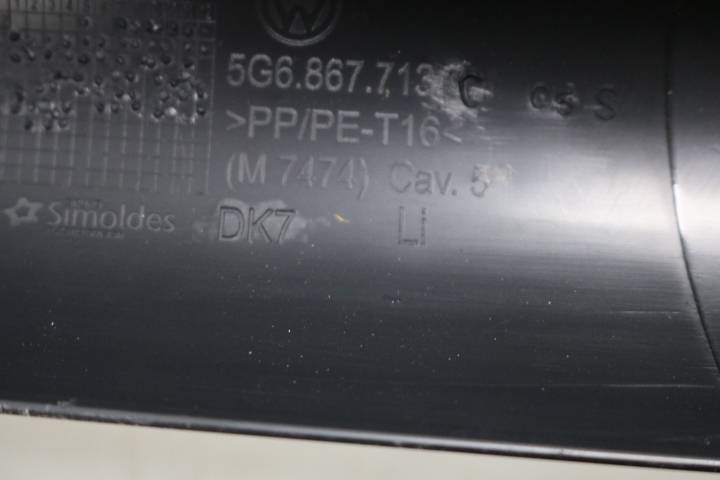 5G6.867.713 C
>PP/PE-T16<
(M 7474) Cav. 5
Simoldes
DK7 LI